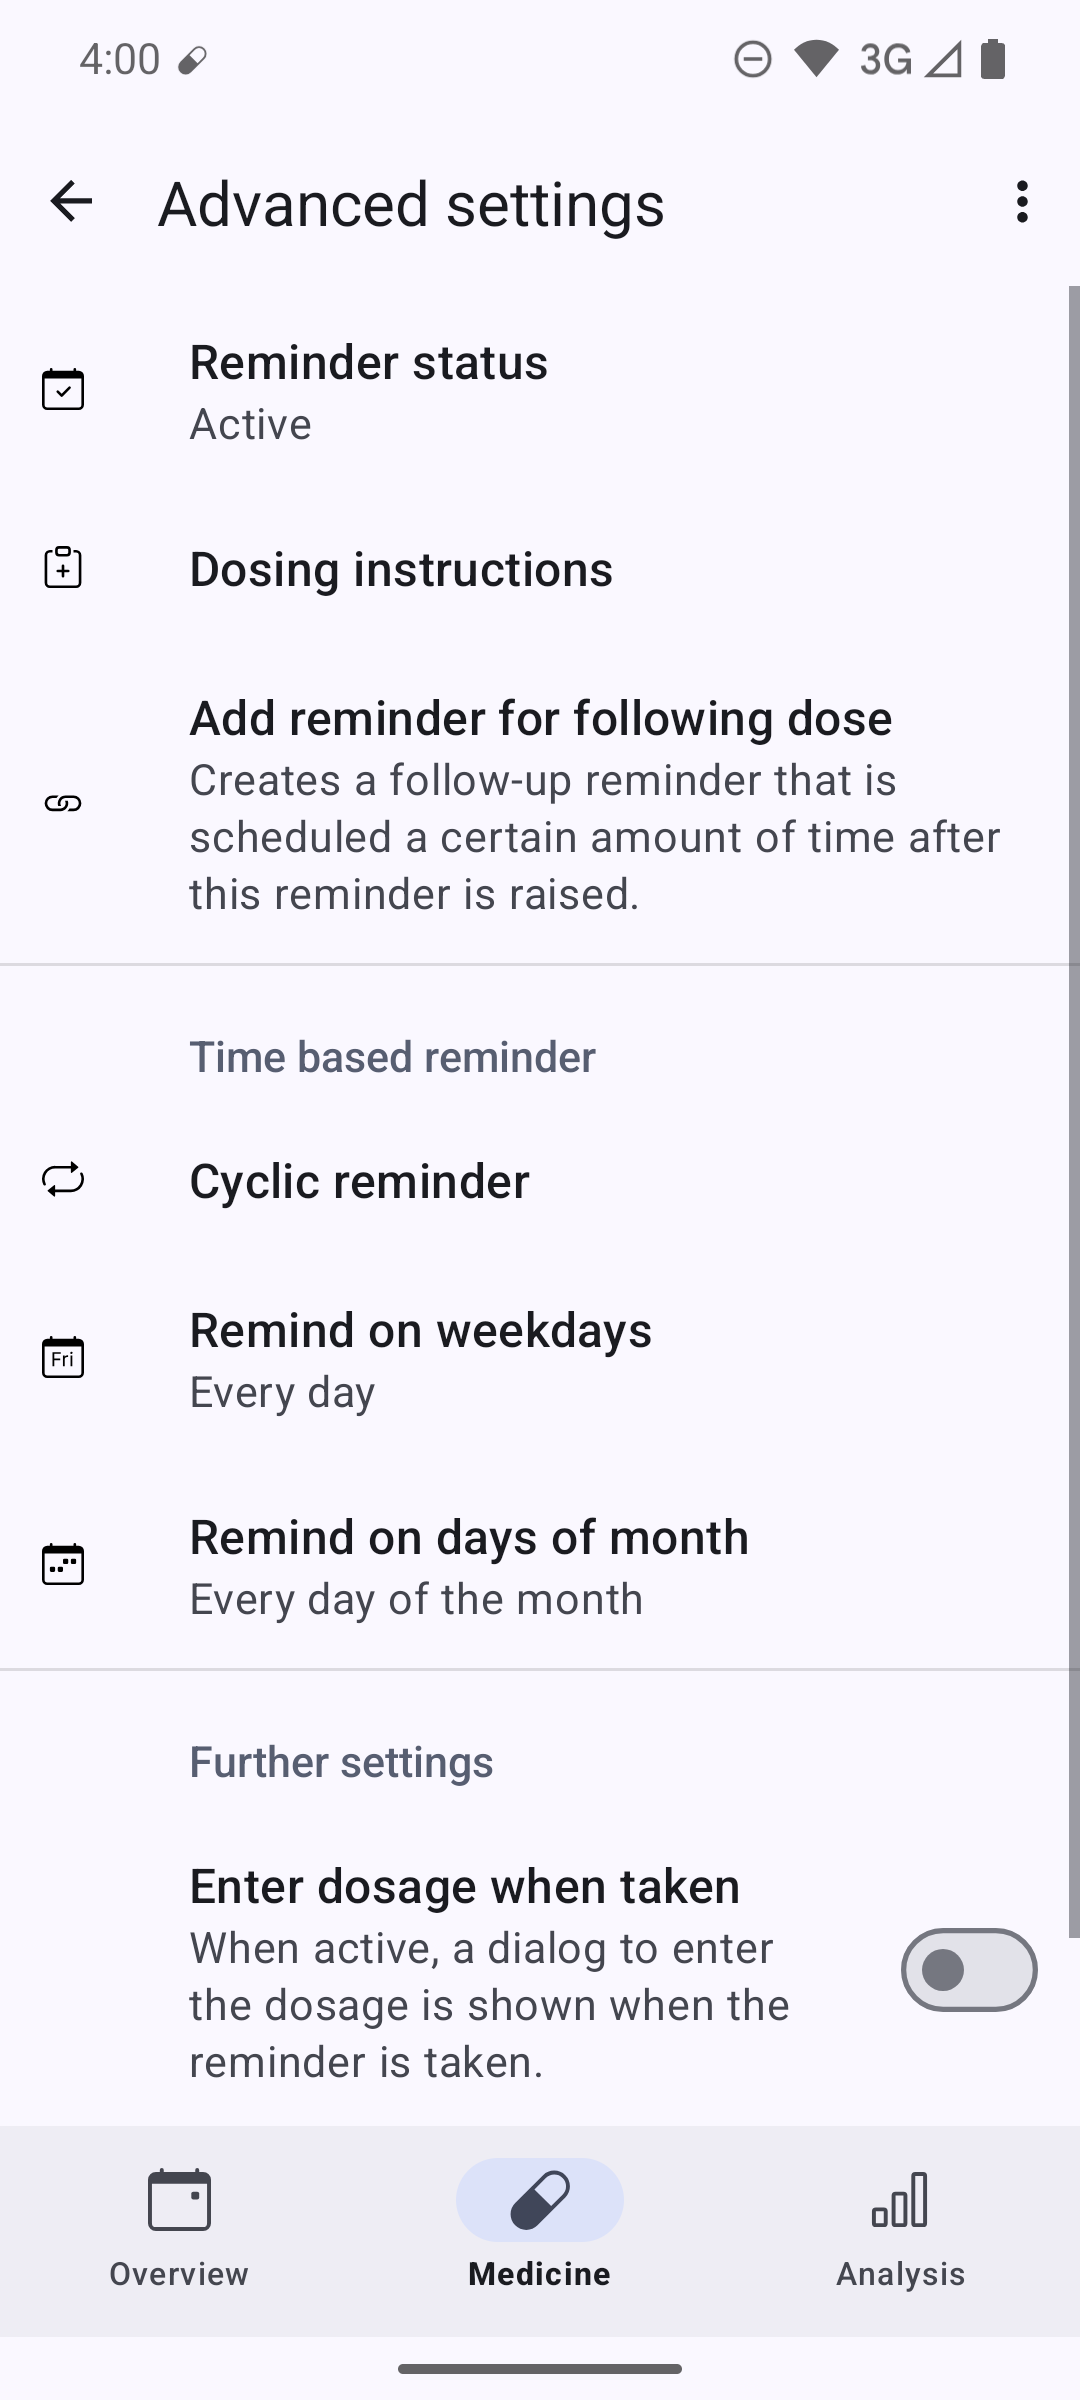 4:00
3G
Advanced settings
Reminder status
Active
Dosing instructions
Add reminder for following dose
Creates a follow-up reminder that is
scheduled a certain amount of time after
this reminder is raised.
Time based reminder
Cyclic reminder
Fri
Remind on weekdays
Every day
Remind on days of month
Every day of the month
Further settings
Enter dosage when taken
When active, a dialog to enter
the dosage is shown when the
reminder is taken.
Overview
Medicine
Analysis